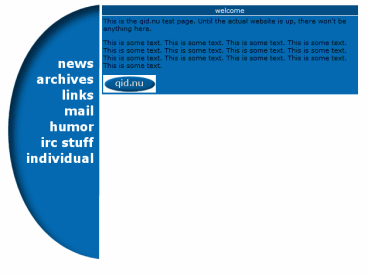 welcome
This is the qid.nu test page. Until the actuel website is up, there won't be
anything here.
This is some text. This is some text. This is some text. This is some text.
This is some text. This is some text. This is some text. This is some text.
This is some text. This is some text. This is some text. This is some text.
This is some text.
qid.nu
news
archives
links
mail
humor
irc stuff
individual